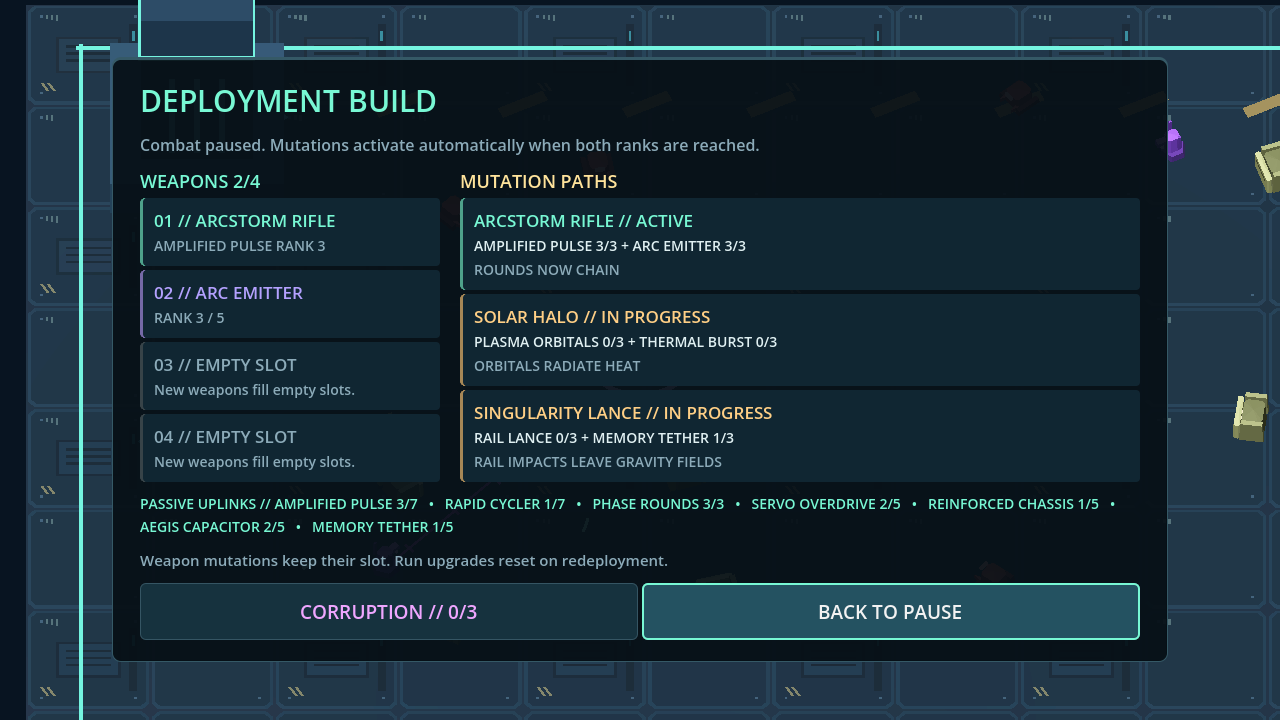 DEPLOYMENT BUILD
Combat paused. Mutations activate automatically when both ranks are reached.
WEAPONS 2/4
01 // ARCSTORM RIFLE
AMPLIFIED PULSE RANK 3
02 // ARC EMITTER
RANK 3 / 5
03 // EMPTY SLOT
New weapons fill empty slots.
04 // EMPTY SLOT
New weapons fill empty slots.
MUTATION PATHS
ARCSTORM RIFLE // ACTIVE
AMPLIFIED PULSE 3/3 + ARC EMITTER 3/3
ROUNDS NOW CHAIN
SOLAR HALO // IN PROGRESS
PLASMA ORBITALS 0/3 + THERMAL BURST 0/3
ORBITALS RADIATE HEAT
SINGULARITY LANCE // IN PROGRESS
RAIL LANCE 0/3 + MEMORY TETHER 1/3
RAIL IMPACTS LEAVE GRAVITY FIELDS
PASSIVE UPLINKS // AMPLIFIED PULSE 3/7 • RAPID CYCLER 1/7 • PHASE ROUNDS 3/3 • SERVO OVERDRIVE 2/5 • REINFORCED CHASSIS 1/5 •
AEGIS CAPACITOR 2/5 • MEMORY TETHER 1/5
Weapon mutations keep their slot. Run upgrades reset on redeployment.
CORRUPTION // 0/3
BACK TO PAUSE